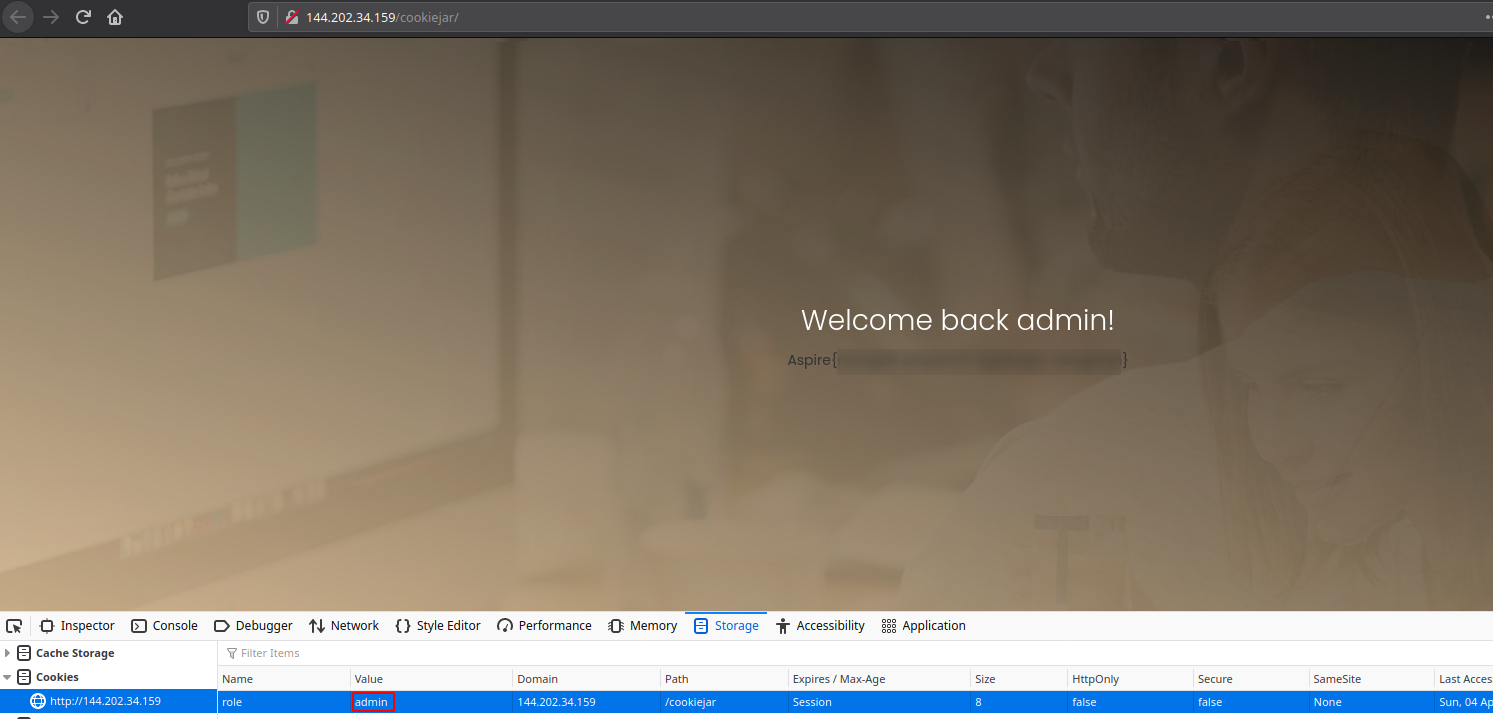 144.202.34.159/cookiejar/
Welcome back admin!
Aspire{ }
Inspector Console Debugger Network Style Editor Performance Memory Storage Accessibility Application
Cache Storage
Filter Items
Cookies
Name Value Domain Path Expires / Max-Age Size HttpOnly Secure SameSite Last Acces
http://144.202.34.159
role admin 144.202.34.159 /cookiejar Session 8 false false None Sun, 04 Ap